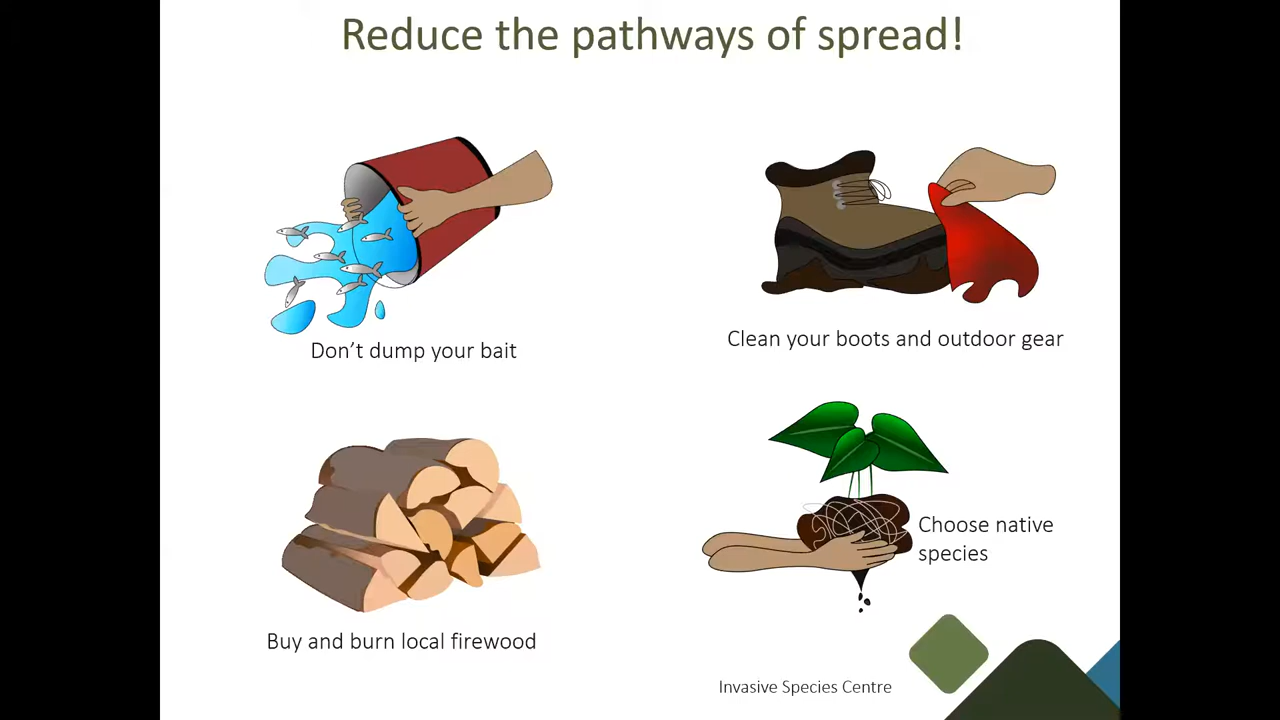 Reduce the pathways of spread!
Don’t dump your bait
Clean your boots and outdoor gear
Buy and burn local firewood
Choose native
species
Invasive Species Centre